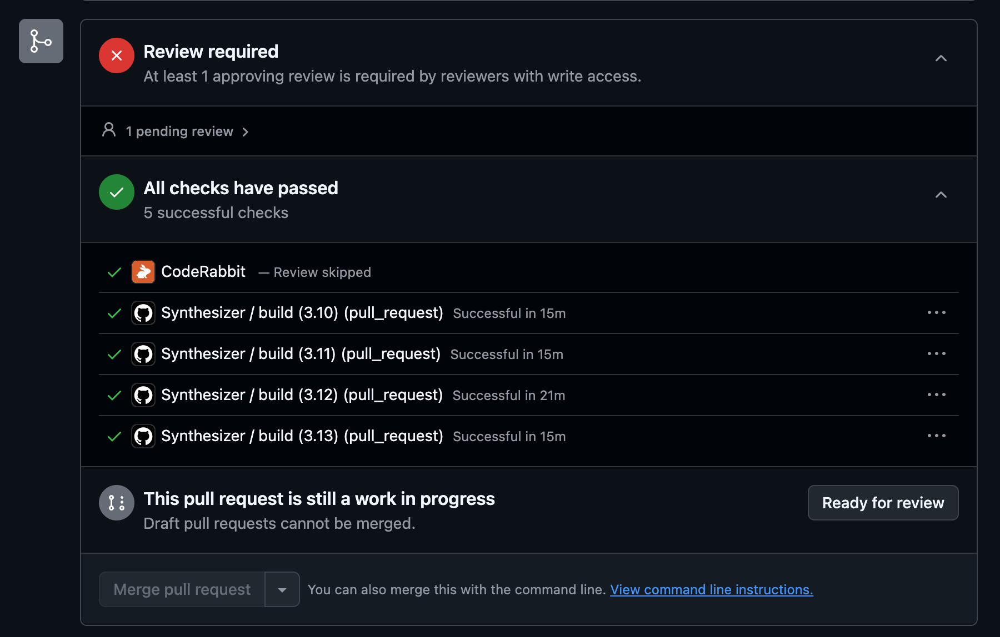 Review required
At least 1 approving review is required by reviewers with write access.
1 pending review
All checks have passed
5 successful checks
CodeRabbit — Review skipped
Synthesizer / build (3.10) (pull_request) Successful in 15m
Synthesizer / build (3.11) (pull_request) Successful in 15m
Synthesizer / build (3.12) (pull_request) Successful in 21m
Synthesizer / build (3.13) (pull_request) Successful in 15m
This pull request is still a work in progress
Draft pull requests cannot be merged.
Ready for review
Merge pull request
You can also merge this with the command line. View command line instructions.